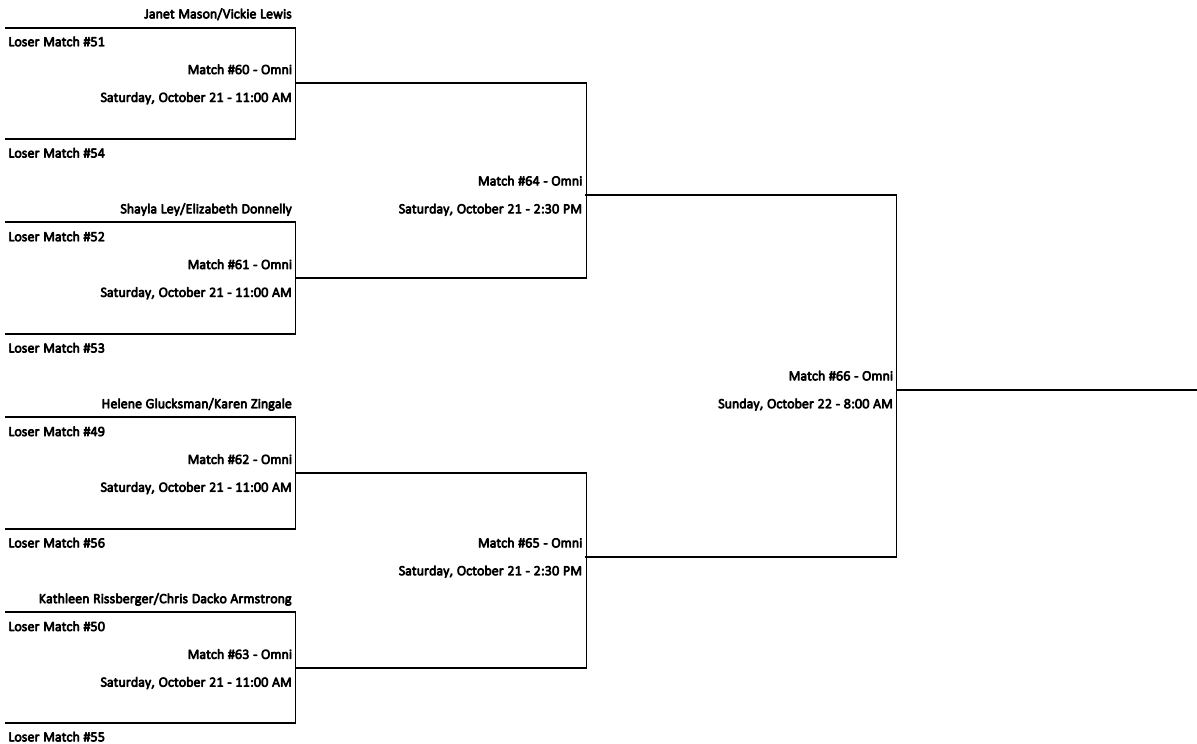 Janet Mason/Vickie Lewis
Loser Match #51
Match #60 - Omni
Saturday, October 21 - 11:00 AM
Loser Match #54
Match #64 - Omni
Saturday, October 21 - 2:30 PM
Shayla Ley/Elizabeth Donnelly
Loser Match #52
Match #61 - Omni
Saturday, October 21 - 11:00 AM
Loser Match #53
Match #66 - Omni
Sunday, October 22 - 8:00 AM
Helene Glucksman/Karen Zingale
Loser Match #49
Match #62 - Omni
Saturday, October 21 - 11:00 AM
Loser Match #56
Match #65 - Omni
Saturday, October 21 - 2:30 PM
Kathleen Rissberger/Chris Dacko Armstrong
Loser Match #50
Match #63 - Omni
Saturday, October 21 - 11:00 AM
Loser Match #55